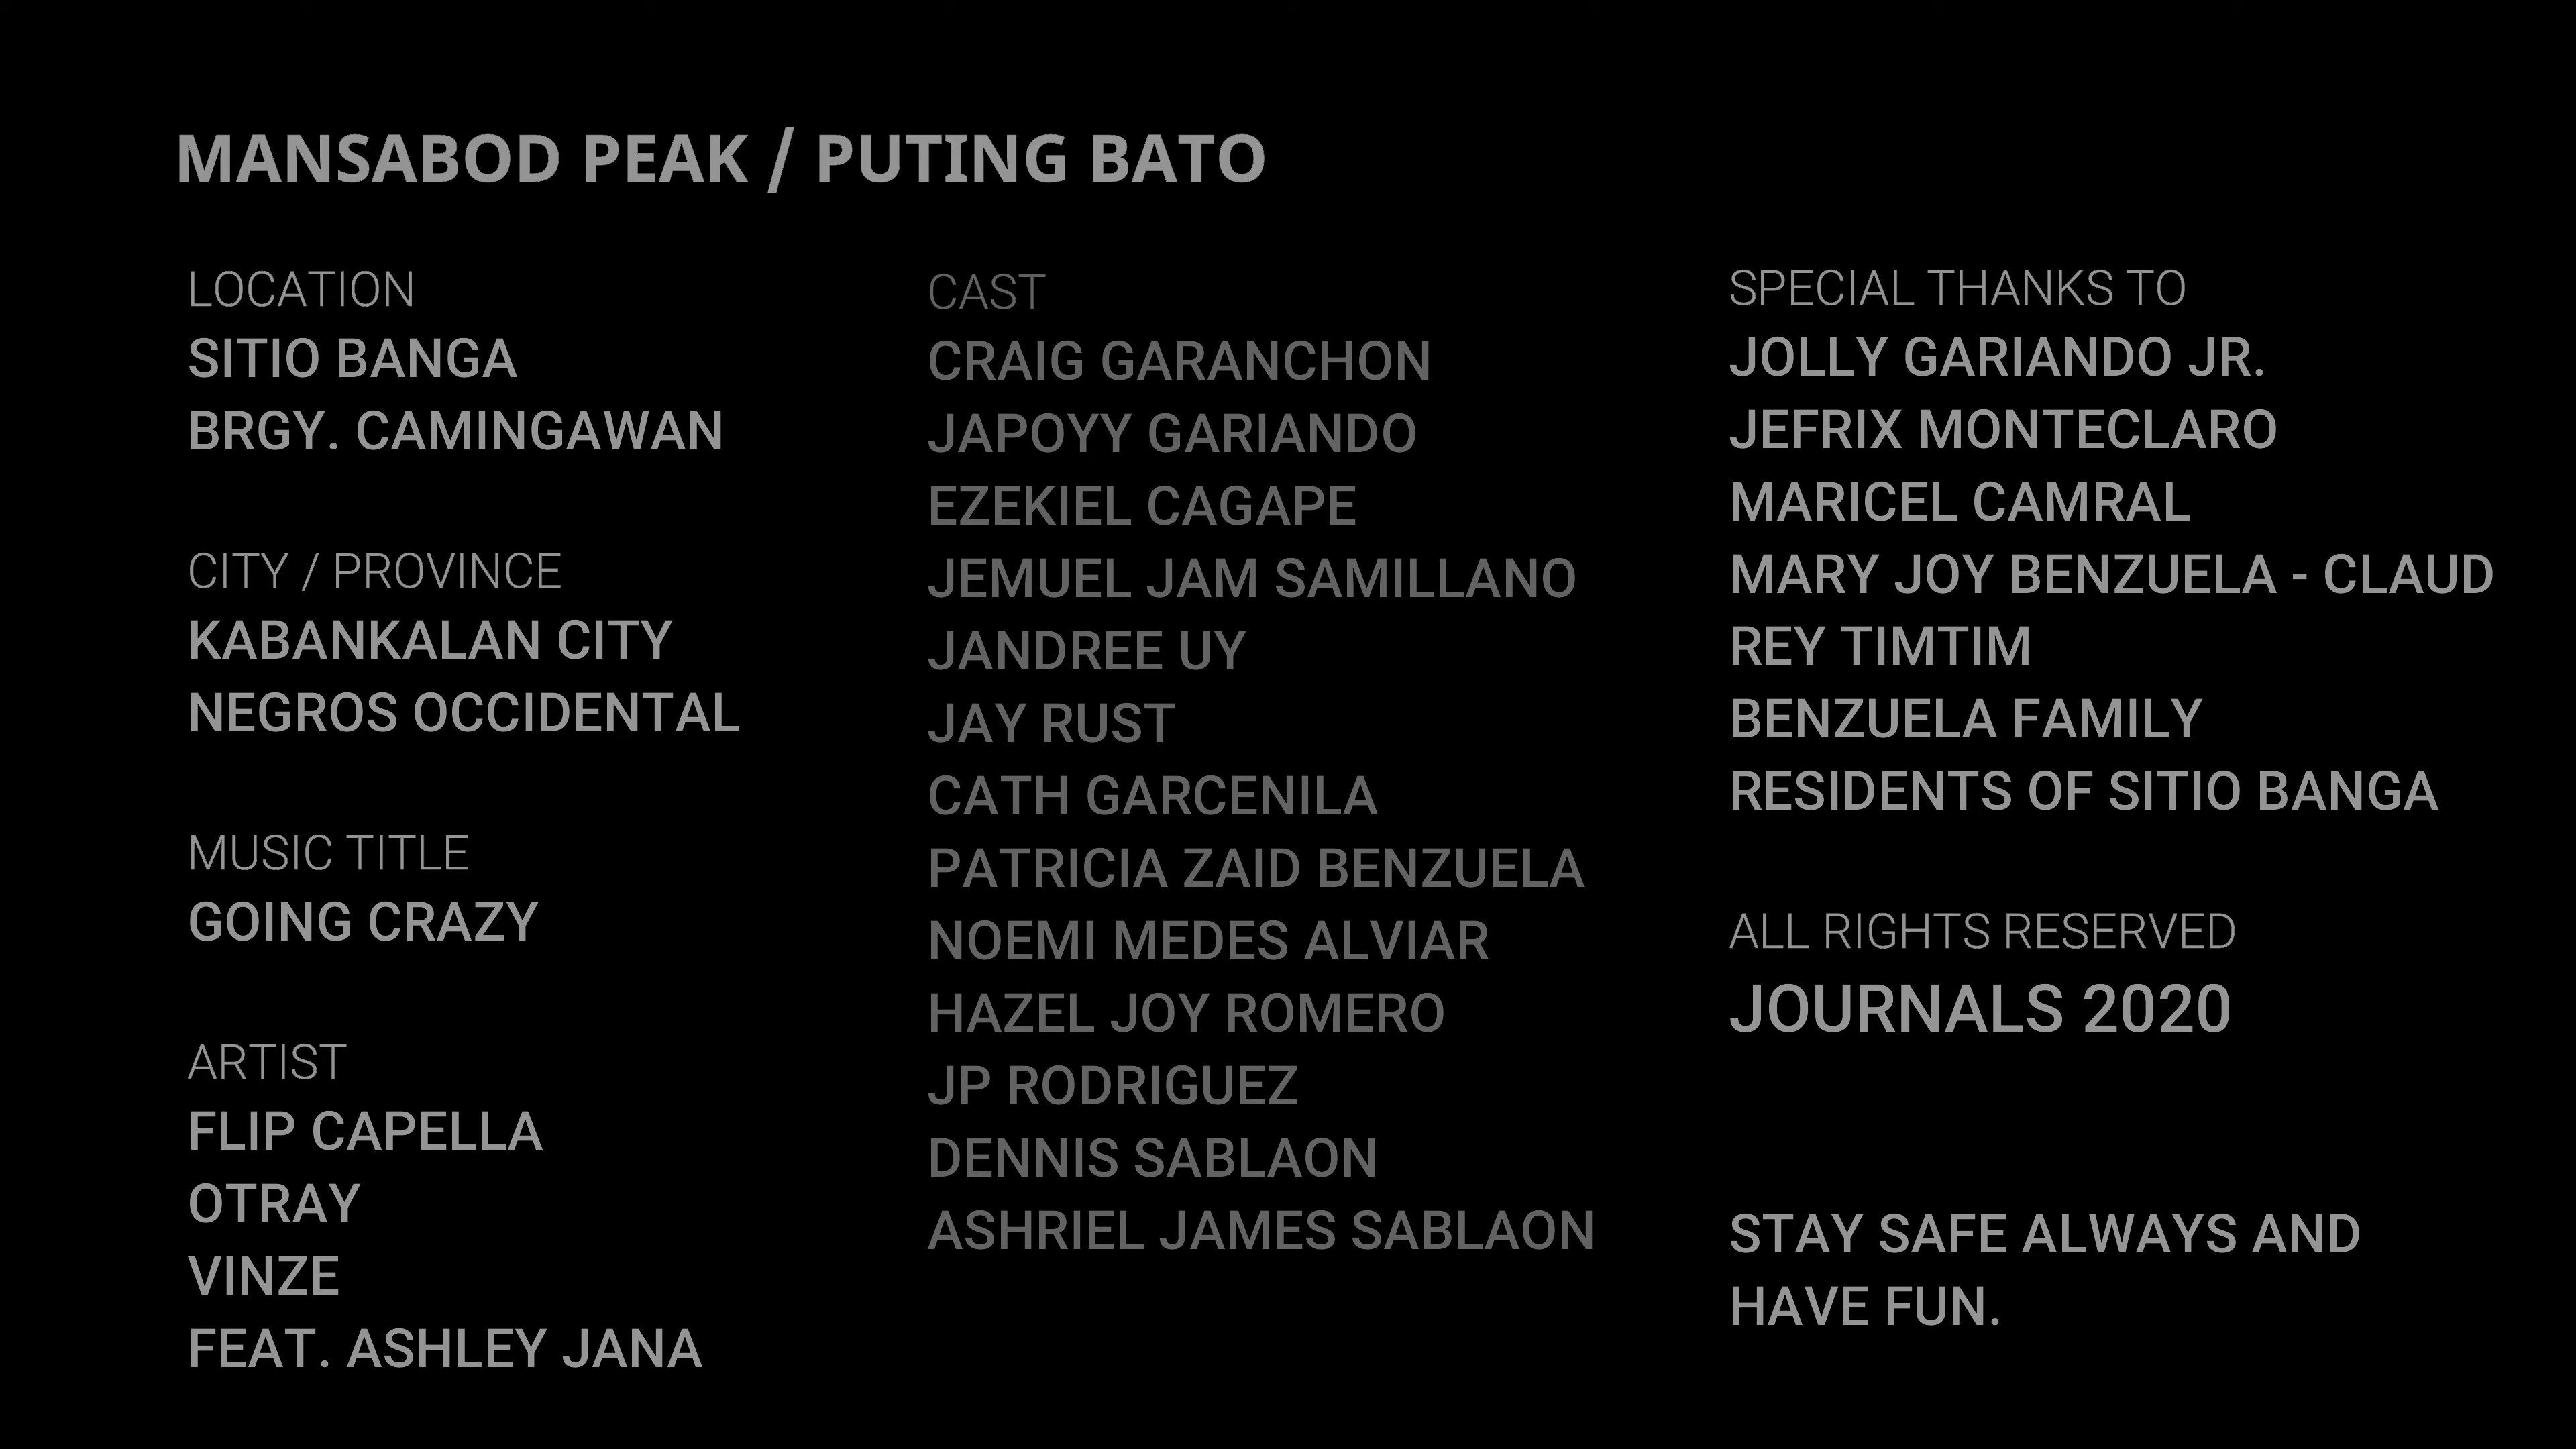 MANSABOD PEAK / PUTING BATO
LOCATION
SITIO BANGA
BRGY. CAMINGAWAN
CITY / PROVINCE
KABANKALAN CITY
NEGROS OCCIDENTAL
MUSIC TITLE
GOING CRAZY
ARTIST
FLIP CAPELLA
OTRAY
VINZE
FEAT. ASHLEY JANA
CAST
CRAIG GARANCHON
JAPOYY GARIANDO
EZEKIEL CAGAPE
JEMUEL JAM SAMILLANO
JANDREE UY
JAY RUST
CATH GARCENILA
PATRICIA ZAID BENZUELA
NOEMI MEDES ALVIAR
HAZEL JOY ROMERO
JP RODRIGUEZ
DENNIS SABLAON
ASHRIEL JAMES SABLAON
SPECIAL THANKS TO
JOLLY GARIANDO JR.
JEFRIX MONTECLARO
MARICEL CAMRAL
MARY JOY BENZUELA - CLAUD
REY TIMTIM
BENZUELA FAMILY
RESIDENTS OF SITIO BANGA
ALL RIGHTS RESERVED
JOURNALS 2020
STAY SAFE ALWAYS AND
HAVE FUN.